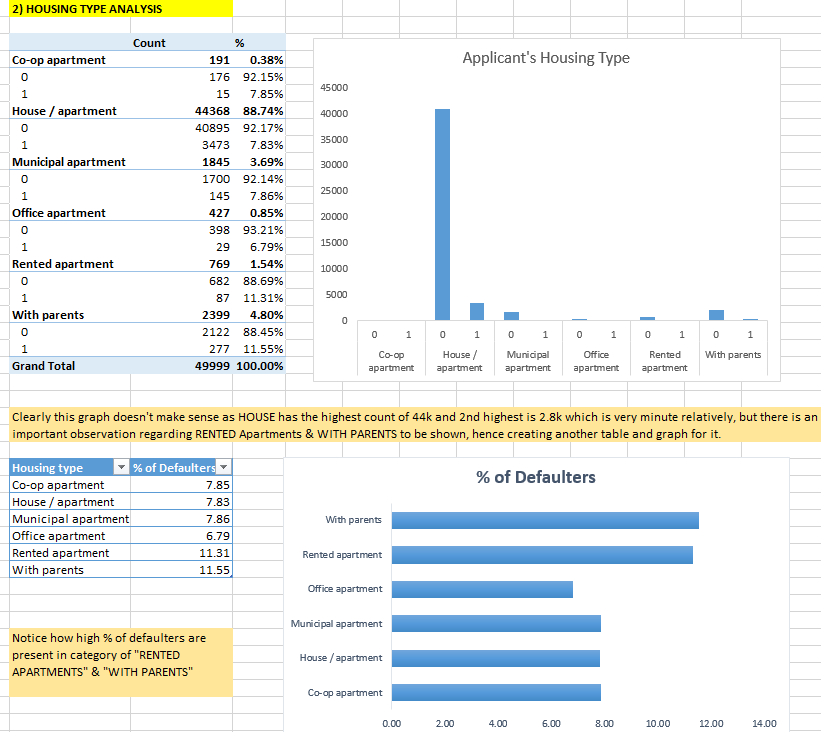 2) HOUSING TYPE ANALYSIS
Count %
Co-op apartment 191 0.38%
0 176 92.15%
1 15 7.85%
House / apartment 44368 88.74%
0 40895 92.17%
1 3473 7.83%
Municipal apartment 1845 3.69%
0 1700 92.14%
1 145 7.86%
Office apartment 427 0.85%
0 398 93.21%
1 29 6.79%
Rented apartment 769 1.54%
0 682 88.69%
1 87 11.31%
With parents 2399 4.80%
0 2122 88.45%
1 277 11.55%
Grand Total 49999 100.00%
Applicant's Housing Type
45000
40000
35000
30000
25000
20000
15000
10000
5000
0
0 1 0 1 0 1 0 1 0 1 0 1
Co-op House / Municipal Office Rented With parents
apartment apartment apartment apartment apartment
Clearly this graph doesn't make sense as HOUSE has the highest count of 44k and 2nd highest is 2.8k which is very minute relatively, but there is an
important observation regarding RENTED Apartments & WITH PARENTS to be shown, hence creating another table and graph for it.
Housing type % of Defaulters
Co-op apartment 7.85
House / apartment 7.83
Municipal apartment 7.86
Office apartment 6.79
Rented apartment 11.31
With parents 11.55
Notice how high % of defaulters are
present in category of "RENTED
APARTMENTS" & "WITH PARENTS"
% of Defaulters
With parents
Rented apartment
Office apartment
Municipal apartment
House / apartment
Co-op apartment
0.00 2.00 4.00 6.00 8.00 10.00 12.00 14.00